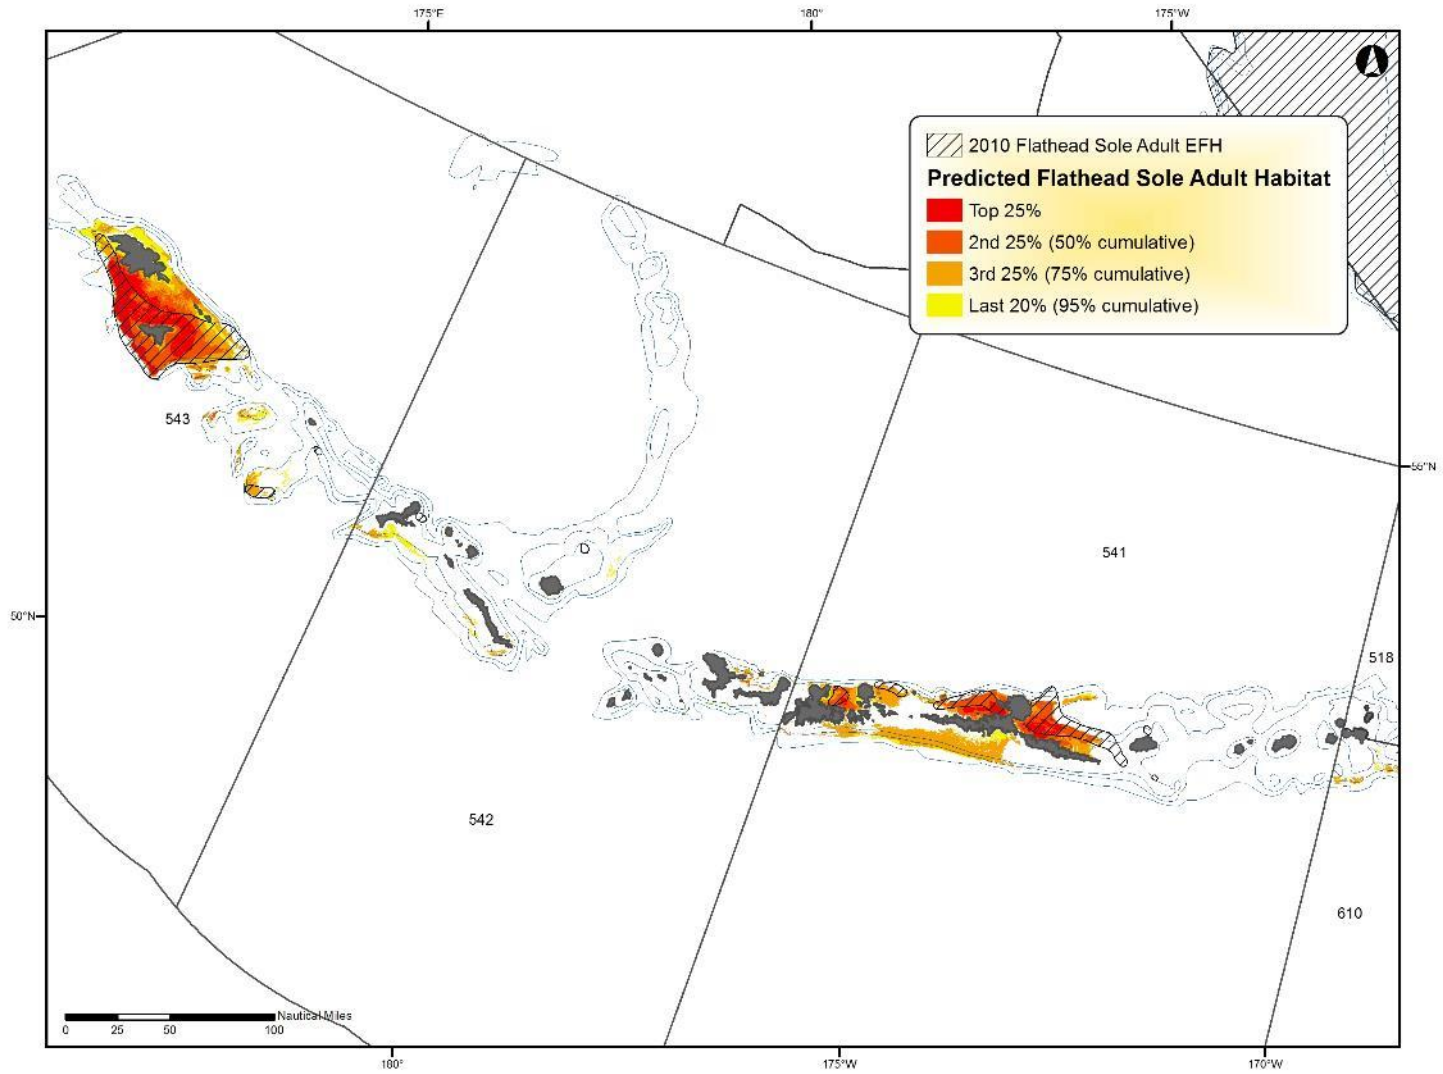 175°E 180° 175°W
2010 Flathead Sole Adult EFH
Predicted Flathead Sole Adult Habitat
Top 25%
2nd 25% (50% cumulative)
3rd 25% (75% cumulative)
Last 20% (95% cumulative)
543
55°N
541
50°N
518
542
610
Nautical Miles
0 25 50 100
180° 175°W 170°W